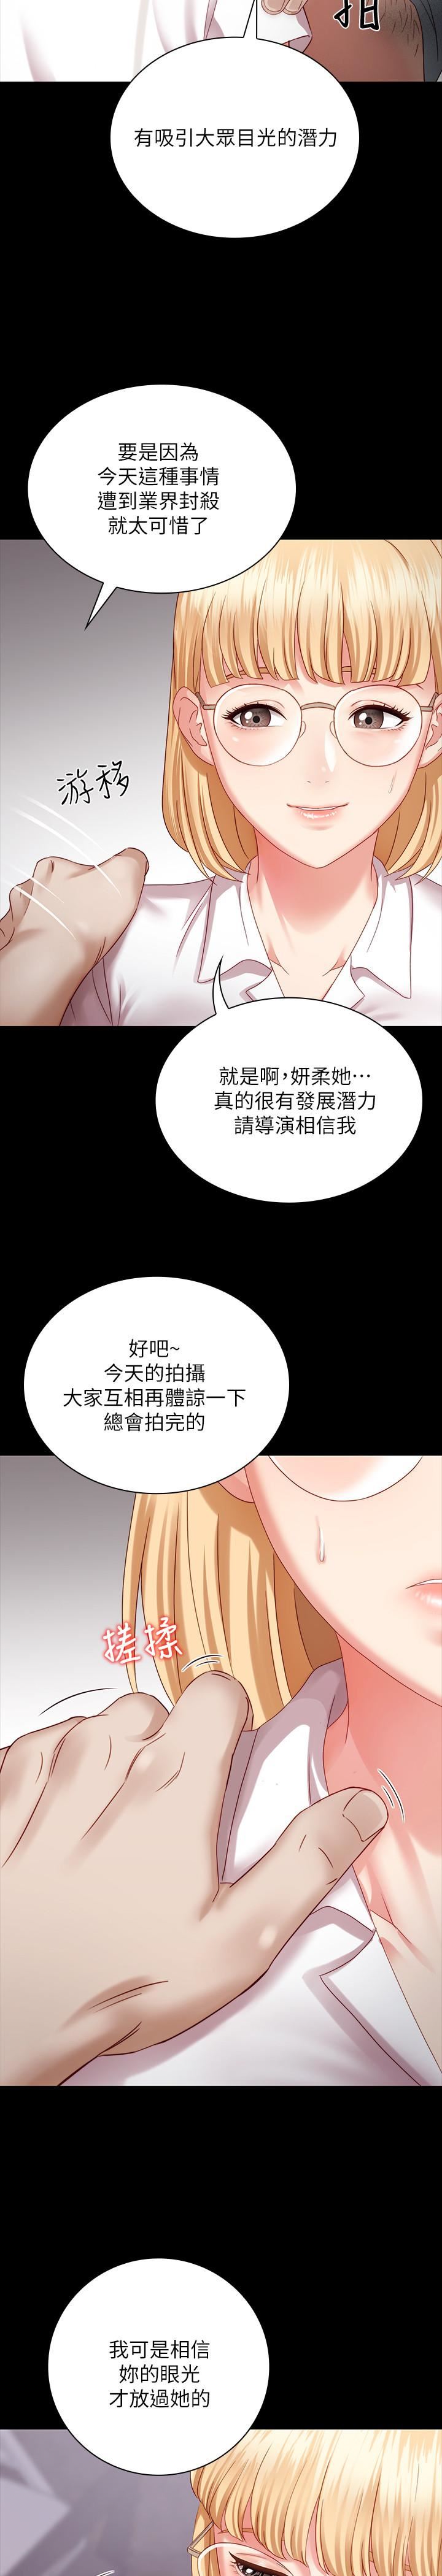 拍
有吸引大眾目光的潛力
要是因為
今天這種事情
遭到業界封殺
就太可惜了
游移
就是啊，妍柔她…
真的很有發展潛力
請導演相信我
好吧~
今天的拍攝
大家互相再體諒一下
總會拍完的
搓揉
我可是相信
妳的眼光
才放過她的